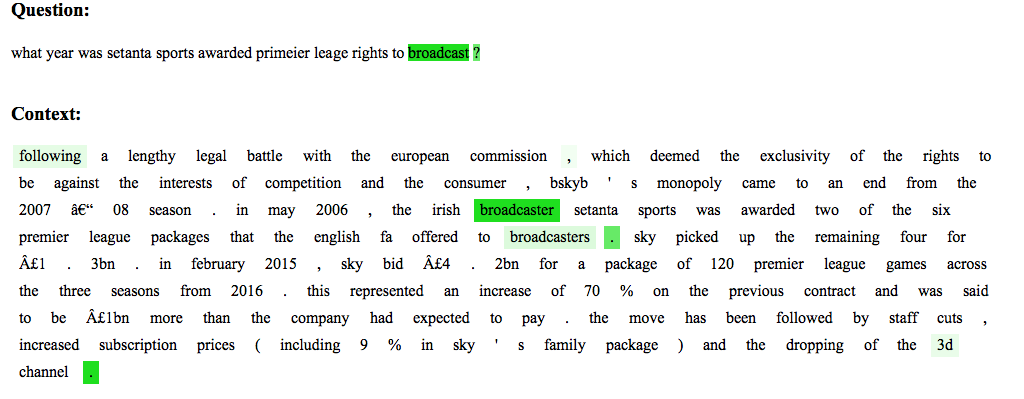 Question:
what year was setanta sports awarded primeier leage rights to broadcast ?
Context:
following a lengthy legal battle with the european commission , which deemed the exclusivity of the rights to
be against the interests of competition and the consumer , bskyb ' s monopoly came to an end from the
2007 â€“ 08 season . in may 2006 , the irish broadcaster setanta sports was awarded two of the six
premier league packages that the english fa offered to broadcasters . sky picked up the remaining four for
Â£1 . 3bn . in february 2015 , sky bid Â£4 . 2bn for a package of 120 premier league games across
the three seasons from 2016 . this represented an increase of 70 % on the previous contract and was said
to be Â£1bn more than the company had expected to pay . the move has been followed by staff cuts ,
increased subscription prices ( including 9 % in sky ' s family package ) and the dropping of the 3d
channel .